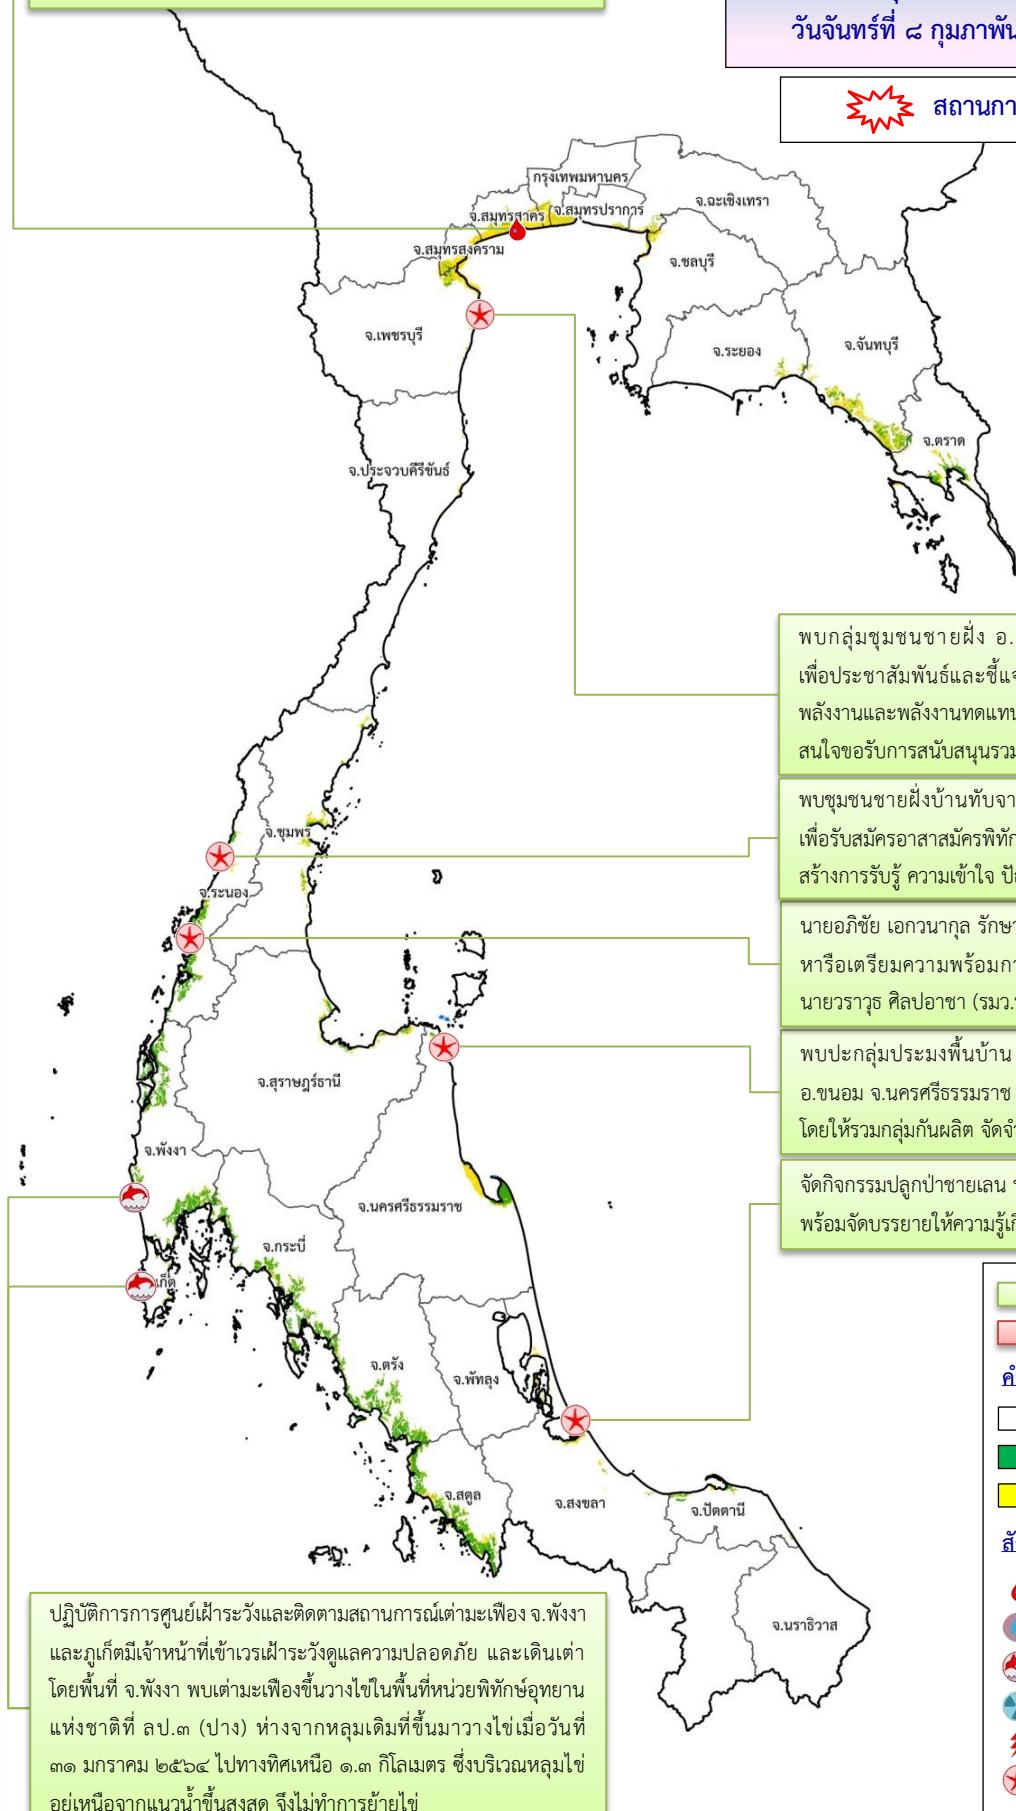 วันจันทร์ที่ ๘ กุมภาพัน
สถานกา
กรุงเทพมหานคร
จ.สมุทรสาคร
จ.สมุทรปราการ
จ.ฉะเชิงเทรา
จ.สมุทรสงคราม
จ.ชลบุรี
จ.เพชรบุรี
จ.ระยอง
จ.จันทบุรี
จ.ตราด
จ.ประจวบคีรีขันธ์
พบกลุ่มชุมชนชายฝั่ง อ.
เพื่อประชาสัมพันธ์และชี้แจ
พลังงานและพลังงานทดแทน
สนใจขอรับการสนับสนุนรวม
พบชุมชนชายฝั่งบ้านทับจา
เพื่อรับสมัครอาสาสมัครพิทัก
สร้างการรับรู้ ความเข้าใจ ปั
จ.ชุมพร
จ.ระนอง
นายอภิชัย เอกวนากุล รักษา
หารือเตรียมความพร้อมกา
นายวราวุธ ศิลปอาชา (รมว.
พบปะกลุ่มประมงพื้นบ้าน
อ.ขนอม จ.นครศรีธรรมราช
โดยให้รวมกลุ่มกันผลิต จัดจำ
จ.สุราษฎร์ธานี
จ.พังงา
จ.นครศรีธรรมราช
จัดกิจกรรมปลูกป่าชายเลน
พร้อมจัดบรรยายให้ความรู้เกี
จ.กระบี่
เก็ต
จ.ตรัง
จ.พัทลุง
จ.สตูล
จ.สงขลา
จ.ปัตตานี
จ.นราธิวาส
คำ
สั
ปฏิบัติการการศูนย์เฝ้าระวังและติดตามสถานการณ์เต่ามะเฟือง จ.พังงา
และภูเก็ตมีเจ้าหน้าที่เข้าเวรเฝ้าระวังดูแลความปลอดภัย และเดินเต่า
โดยพื้นที่ จ.พังงา พบเต่ามะเฟืองขึ้นวางไข่ในพื้นที่หน่วยพิทักษ์อุทยาน
แห่งชาติที่ ลป.๓ (ปาง) ห่างจากหลุมเดิมที่ขึ้นมาวางไข่เมื่อวันที่
๓๑ มกราคม ๒๕๖๔ ไปทางทิศเหนือ ๑.๓ กิโลเมตร ซึ่งบริเวณหลุมไข่
อยู่เหนือจากแนวน้ำขึ้นสูงสุด จึงไม่ทำการย้ายไข่